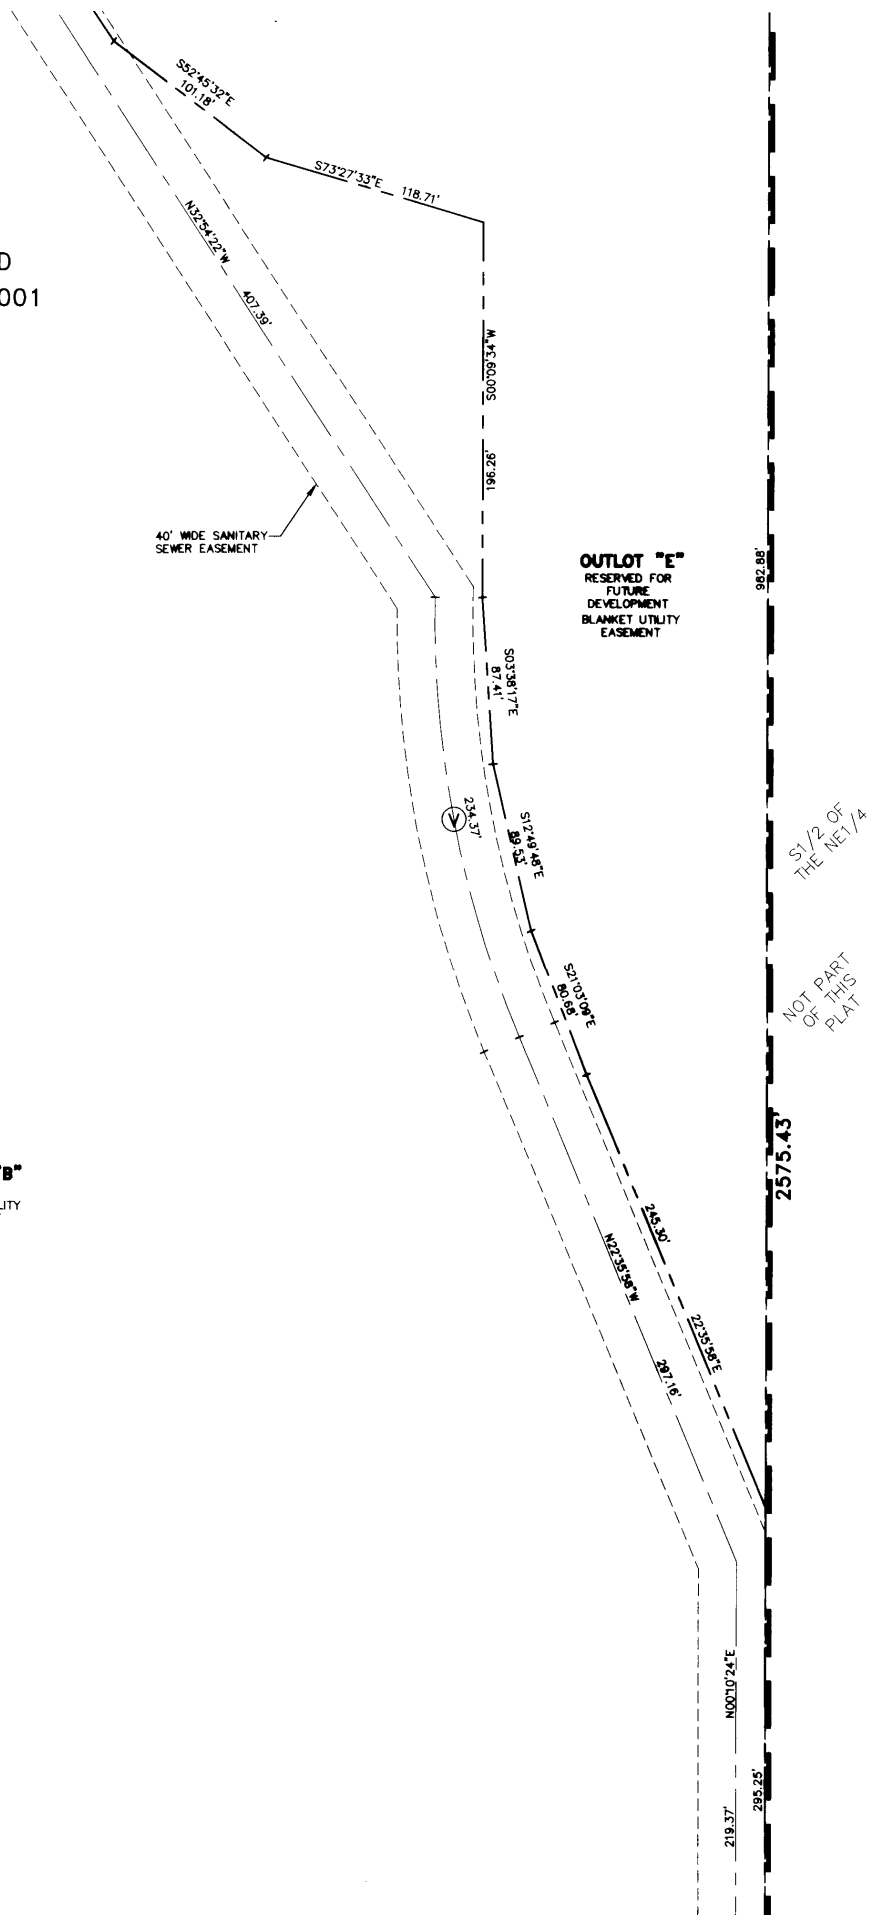 S52°45'32"E
101.18'
S73°27'33"E 118.71'
N32°54'22"W
407.39'
D
001
S00°09'34"W
196.26'
40' WIDE SANITARY
SEWER EASEMENT
OUTLOT "E"
RESERVED FOR
FUTURE
DEVELOPMENT
BLANKET UTILITY
EASEMENT
982.88'
S03°38'17"E
87.41'
234.37'
S12°49'48"E
89.53'
S1/2 OF
THE NE1/4
S21°03'09"E
80.68'
NOT PART
OF THIS
PLAT
2575.43'
"B"
LITY
245.30'
N22°35'58"W
22°35'58"E
297.16'
N00°10'24"E
295.25'
219.37'